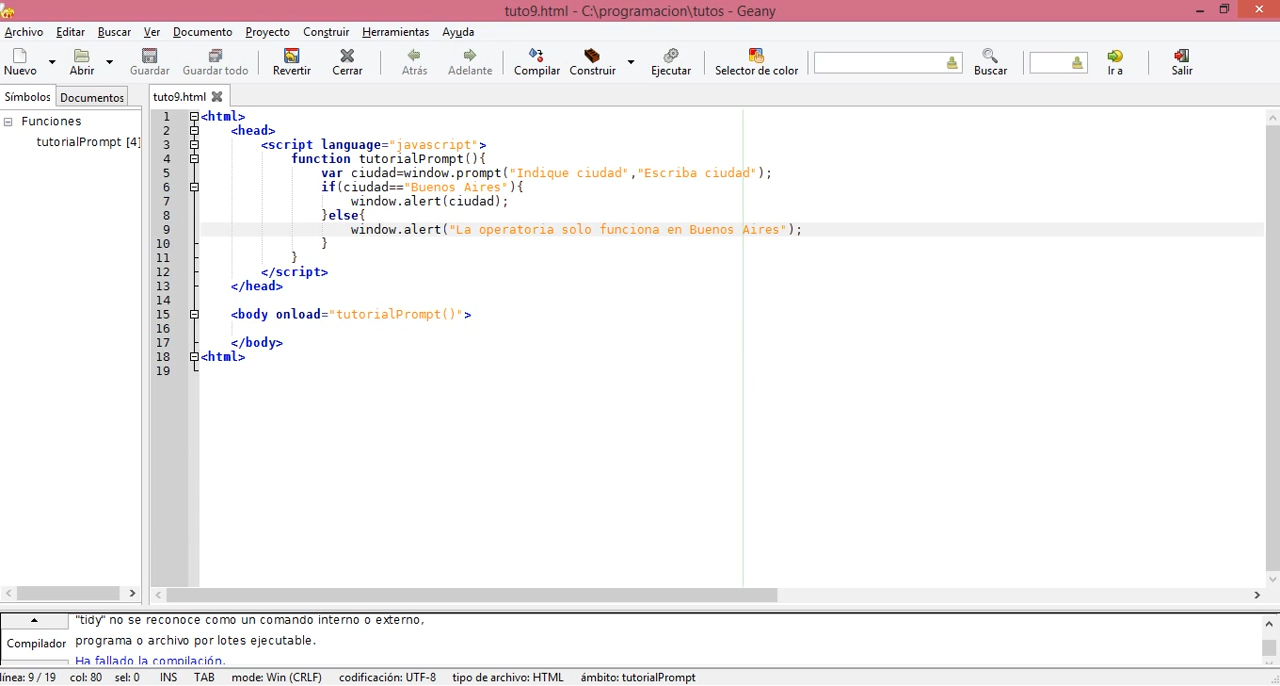 tuto9.html - C:\programacion\tutos - Geany
Archivo Editar Buscar Ver Documento Proyecto Construir Herramientas Ayuda
Nuevo Abrir Guardar Guardar todo Revertir Cerrar Atrás Adelante Compilar Construir Ejecutar Selector de color Buscar Ir a Salir
Símbolos Documentos tuto9.html
Funciones
tutorialPrompt [4]
1 <html>
2 <head>
3 <script language="javascript">
4 function tutorialPrompt(){
5 var ciudad=window.prompt("Indique ciudad","Escriba ciudad");
6 if(ciudad=="Buenos Aires"){
7 window.alert(ciudad);
8 }else{
9 window.alert("La operatoria solo funciona en Buenos Aires");
10 }
11 }
12 </script>
13 </head>
14
15 <body onload="tutorialPrompt()">
16
17 </body>
18 <html>
19
"tidy" no se reconoce como un comando interno o externo,
Compilador programa o archivo por lotes ejecutable.
Ha fallado la compilación.
línea: 9 / 19 col: 80 sel: 0 INS TAB mode: Win (CRLF) codificación: UTF-8 tipo de archivo: HTML ámbito: tutorialPrompt